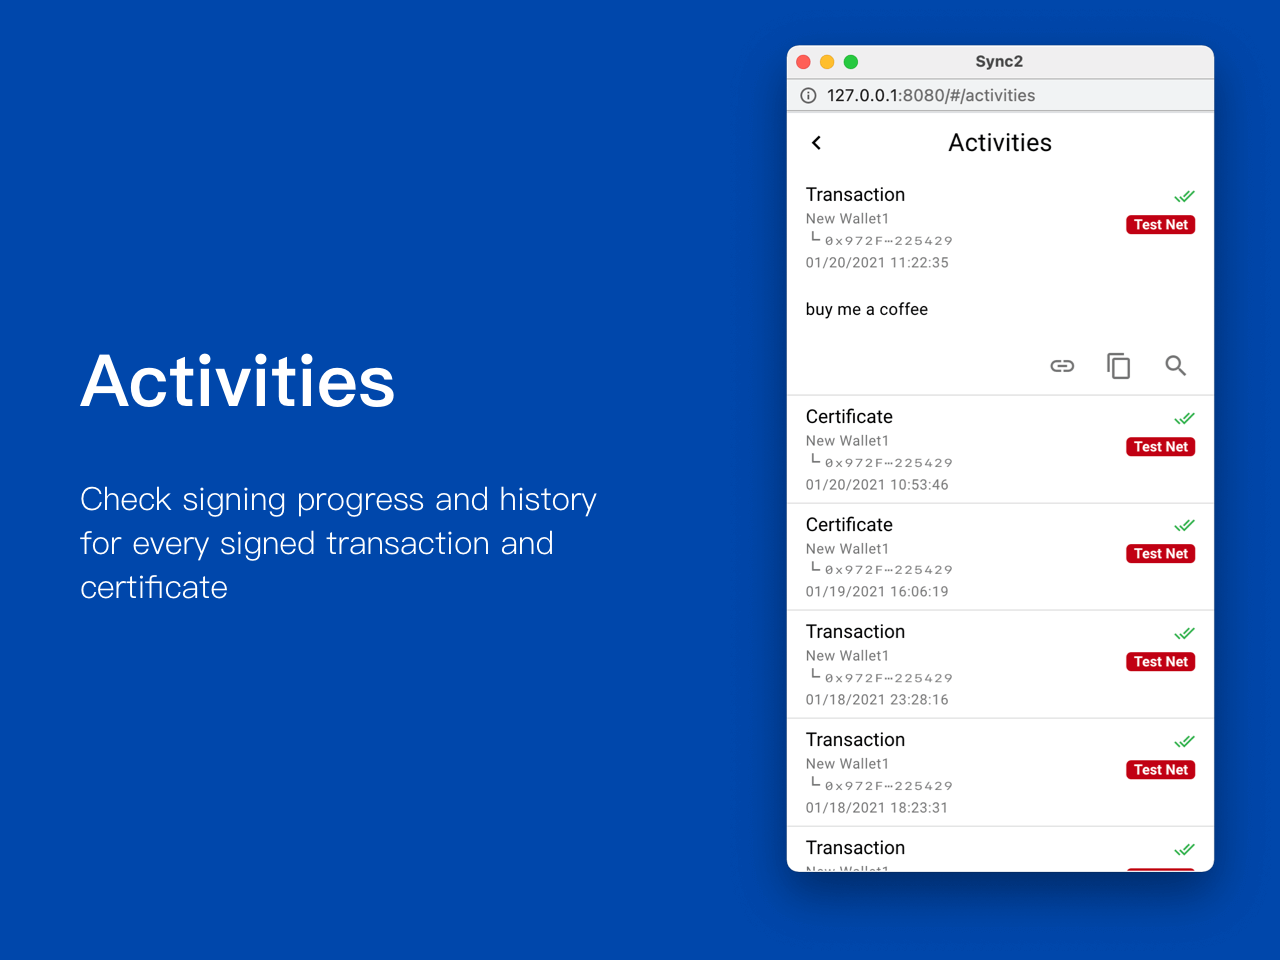 Activities
Check signing progress and history
for every signed transaction and
certificate
Sync2
127.0.0.1:8080/#/activities
Activities
Transaction
New Wallet1
Test Net
└ 0x972F…225429
01/20/2021 11:22:35
buy me a coffee
Certificate
New Wallet1
Test Net
└ 0x972F…225429
01/20/2021 10:53:46
Certificate
New Wallet1
Test Net
└ 0x972F…225429
01/19/2021 16:06:19
Transaction
New Wallet1
Test Net
└ 0x972F…225429
01/18/2021 23:28:16
Transaction
New Wallet1
Test Net
└ 0x972F…225429
01/18/2021 18:23:31
Transaction
New Wallet1